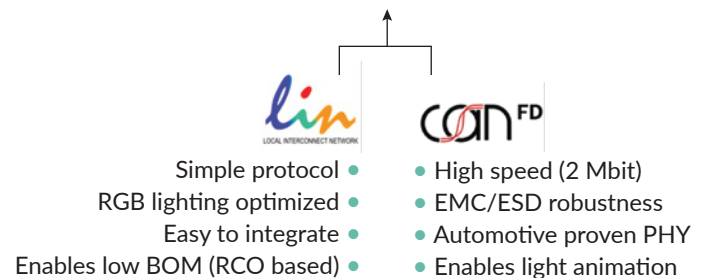 lin
LOCAL INTERCONNECT NETWORK
can FD
Simple protocol •
RGB lighting optimized •
Easy to integrate •
Enables low BOM (RCO based) •
• High speed (2 Mbit)
• EMC/ESD robustness
• Automotive proven PHY
• Enables light animation